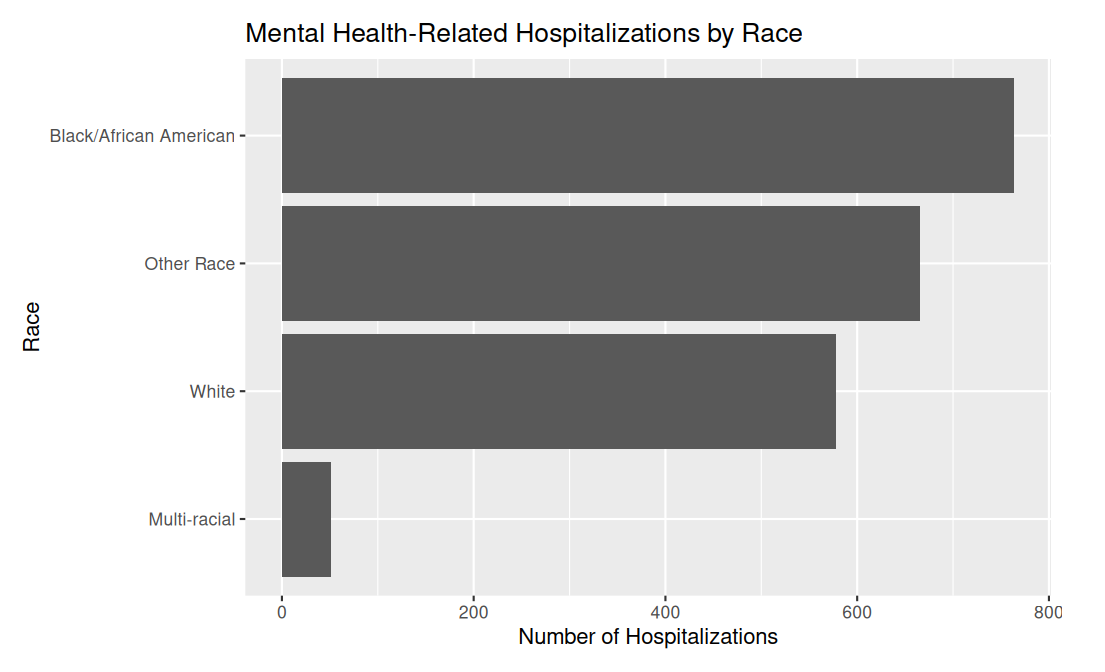 Mental Health-Related Hospitalizations by Race
Black/African American
Other Race
White
Multi-racial
Race
0 200 400 600 800
Number of Hospitalizations